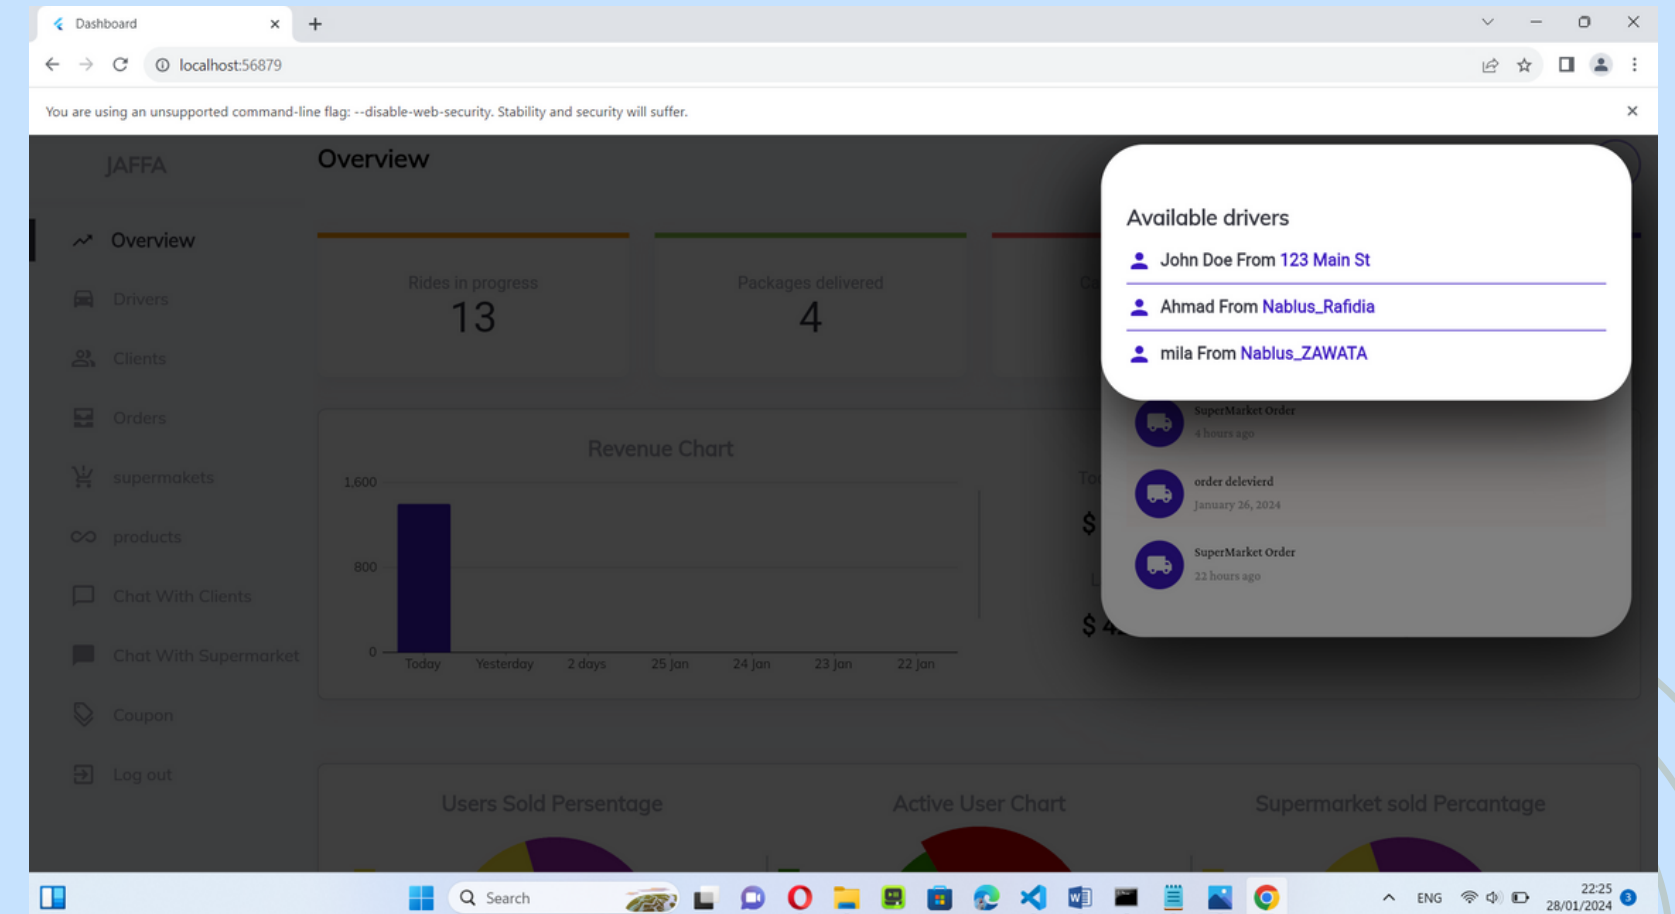 Dashboard
localhost:56879
You are using an unsupported command-line flag: --disable-web-security. Stability and security will suffer.
JAFFA
Overview
Overview
Drivers
Clients
Orders
supermakets
products
Chat With Clients
Chat With Supermarket
Coupon
Log out
Rides in progress
13
Packages delivered
4
Available drivers
John Doe From 123 Main St
Ahmad From Nablus_Rafidia
mila From Nablus_ZAWATA
SuperMarket Order
4 hours ago
order delevierd
January 26, 2024
SuperMarket Order
22 hours ago
Revenue Chart
1,600
800
0
Today Yesterday 2 days 25 Jan 24 Jan 23 Jan 22 Jan
$
$ 4
Users Sold Persentage
Active User Chart
Supermarket sold Percantage
Search
ENG
22:25
28/01/2024
3